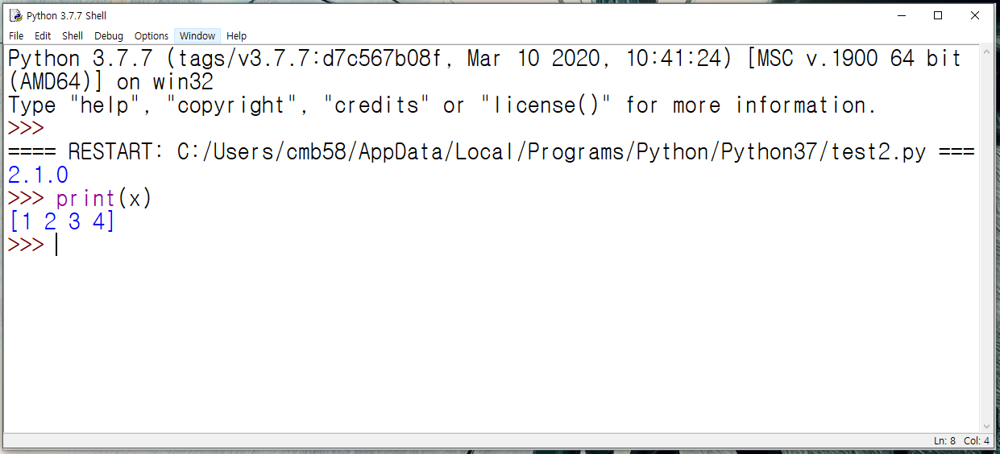 Python 3.7.7 Shell
File Edit Shell Debug Options Window Help
Python 3.7.7 (tags/v3.7.7:d7c567b08f, Mar 10 2020, 10:41:24) [MSC v.1900 64 bit
(AMD64)] on win32
Type "help", "copyright", "credits" or "license()" for more information.
>>>
==== RESTART: C:/Users/cmb58/AppData/Local/Programs/Python/Python37/test2.py ===
2.1.0
>>> print(x)
[1 2 3 4]
>>>
Ln: 8 Col: 4